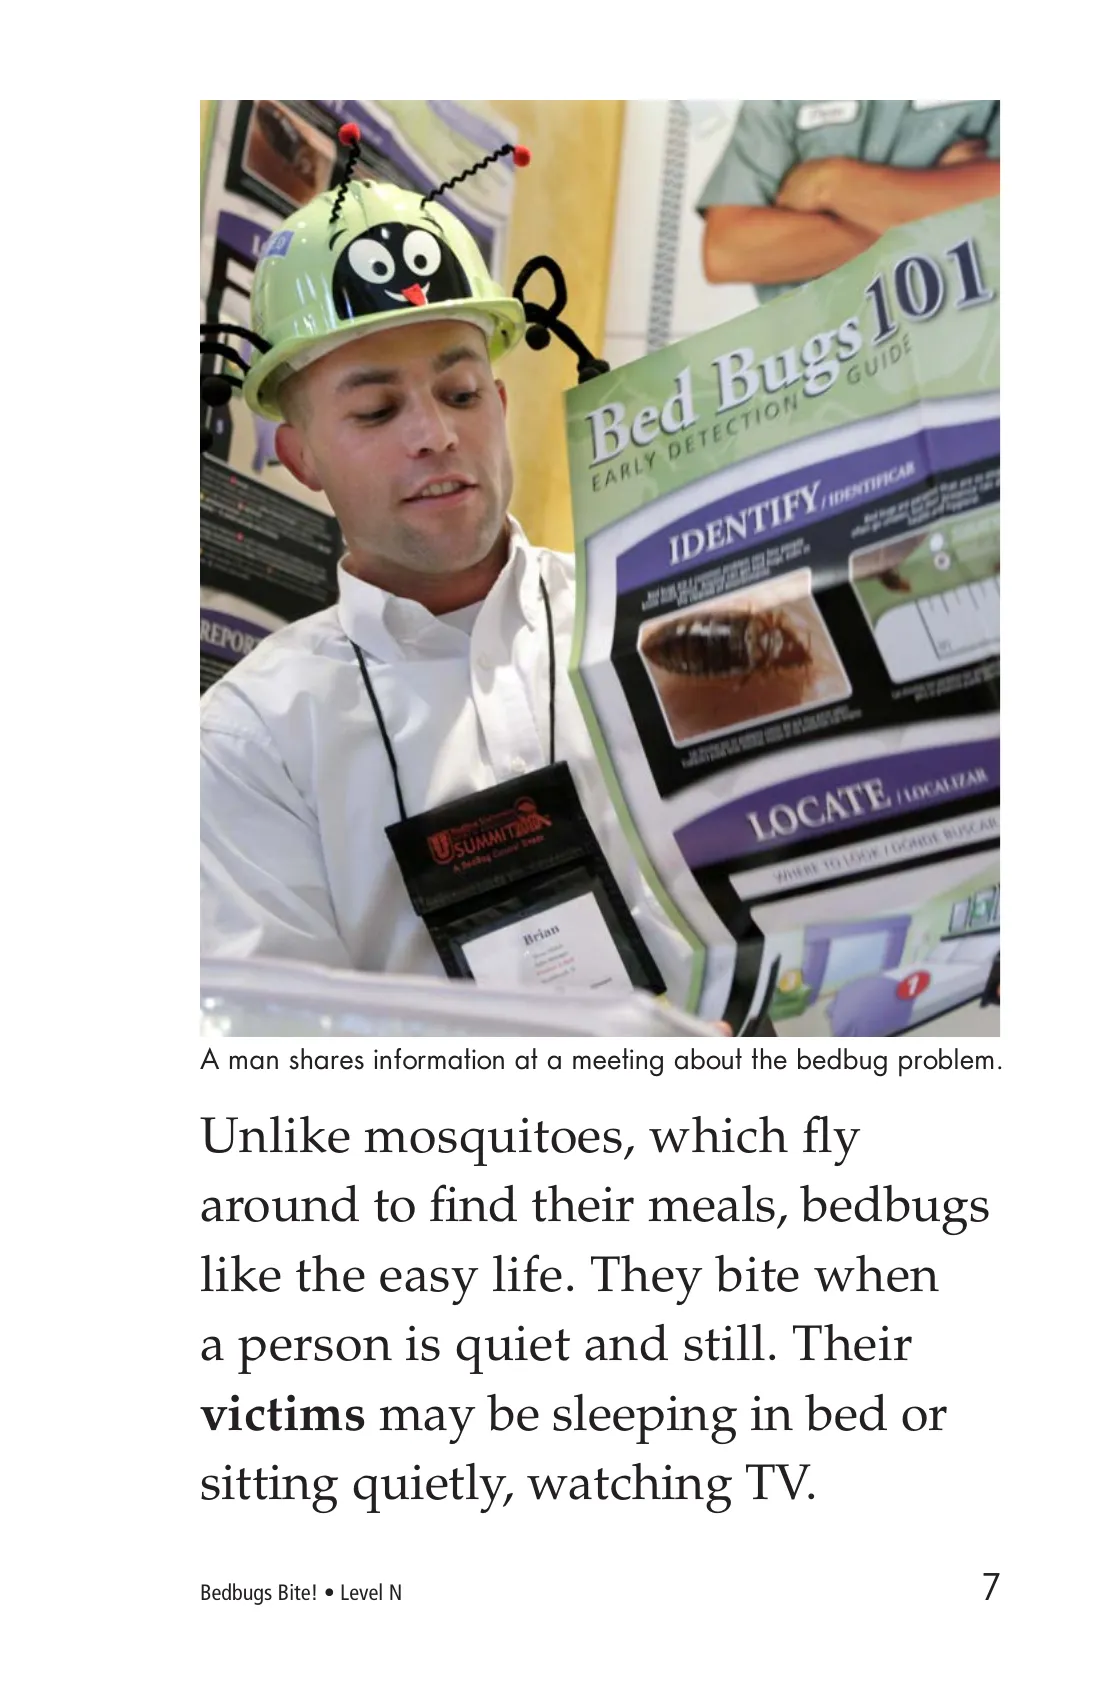 Bed Bugs 101
EARLY DETECTION GUIDE
IDENTIFY / IDENTIFICAR
LOCATE / LOCALIZAR
WHERE TO LOOK / DONDE BUSCAR
1
REPOR
SUMMIT
Brian
A man shares information at a meeting about the bedbug problem.
Unlike mosquitoes, which fly
around to find their meals, bedbugs
like the easy life. They bite when
a person is quiet and still. Their
victims may be sleeping in bed or
sitting quietly, watching TV.
Bedbugs Bite! • Level N
7